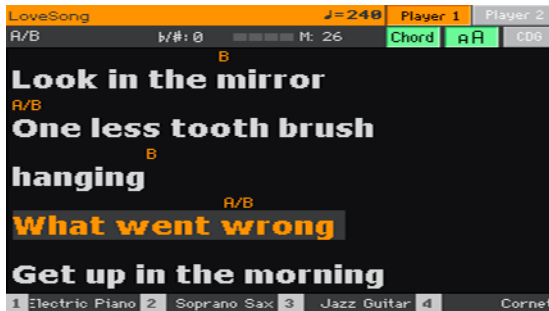 LoveSong ♩=240 Player 1 Player 2
A/B b/#: 0 M: 26 Chord AA CDG
B
Look in the mirror
A/B
One less tooth brush
B
hanging
A/B
What went wrong
Get up in the morning
1 Electric Piano 2 Soprano Sax 3 Jazz Guitar 4 Cornet